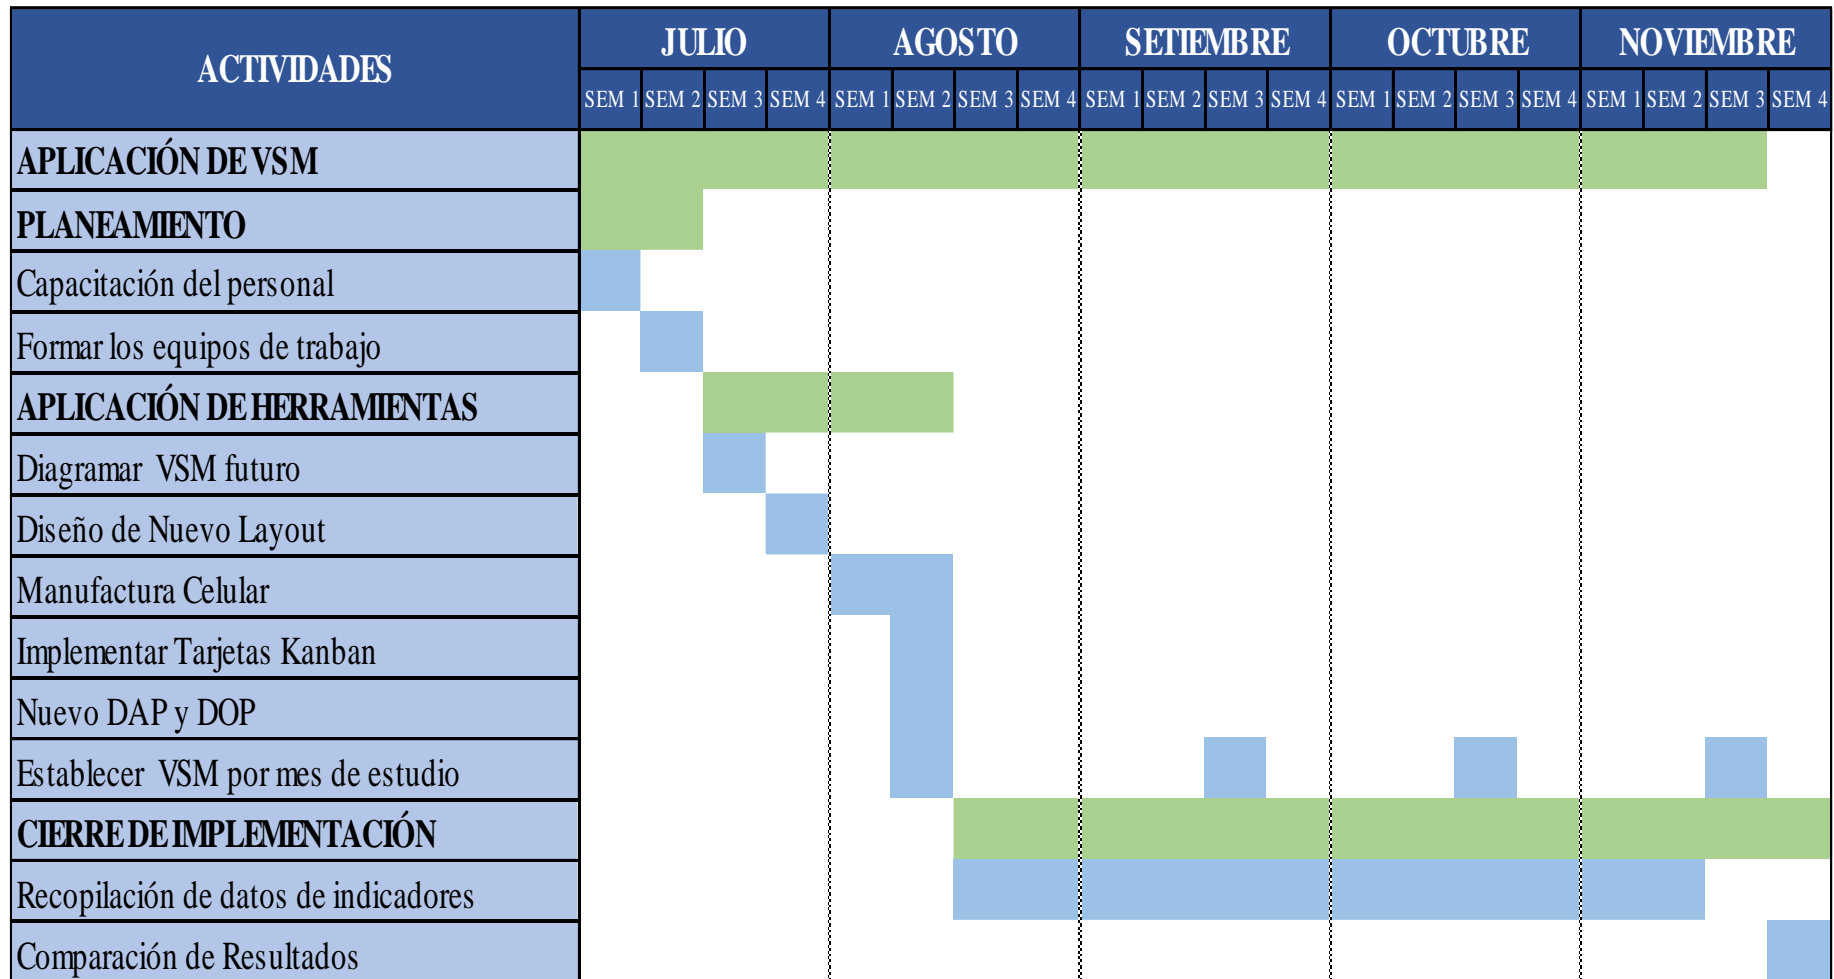 ACTIVIDADES
JULIO AGOSTO SETIEMBRE OCTUBRE NOVIEMBRE
SEM 1 SEM 2 SEM 3 SEM 4 SEM 1 SEM 2 SEM 3 SEM 4 SEM 1 SEM 2 SEM 3 SEM 4 SEM 1 SEM 2 SEM 3 SEM 4 SEM 1 SEM 2 SEM 3 SEM 4
APLICACIÓN DE VSM
PLANEAMIENTO
Capacitación del personal
Formar los equipos de trabajo
APLICACIÓN DE HERRAMIENTAS
Diagramar VSM futuro
Diseño de Nuevo Layout
Manufactura Celular
Implementar Tarjetas Kanban
Nuevo DAP y DOP
Establecer VSM por mes de estudio
CIERRE DE IMPLEMENTACIÓN
Recopilación de datos de indicadores
Comparación de Resultados